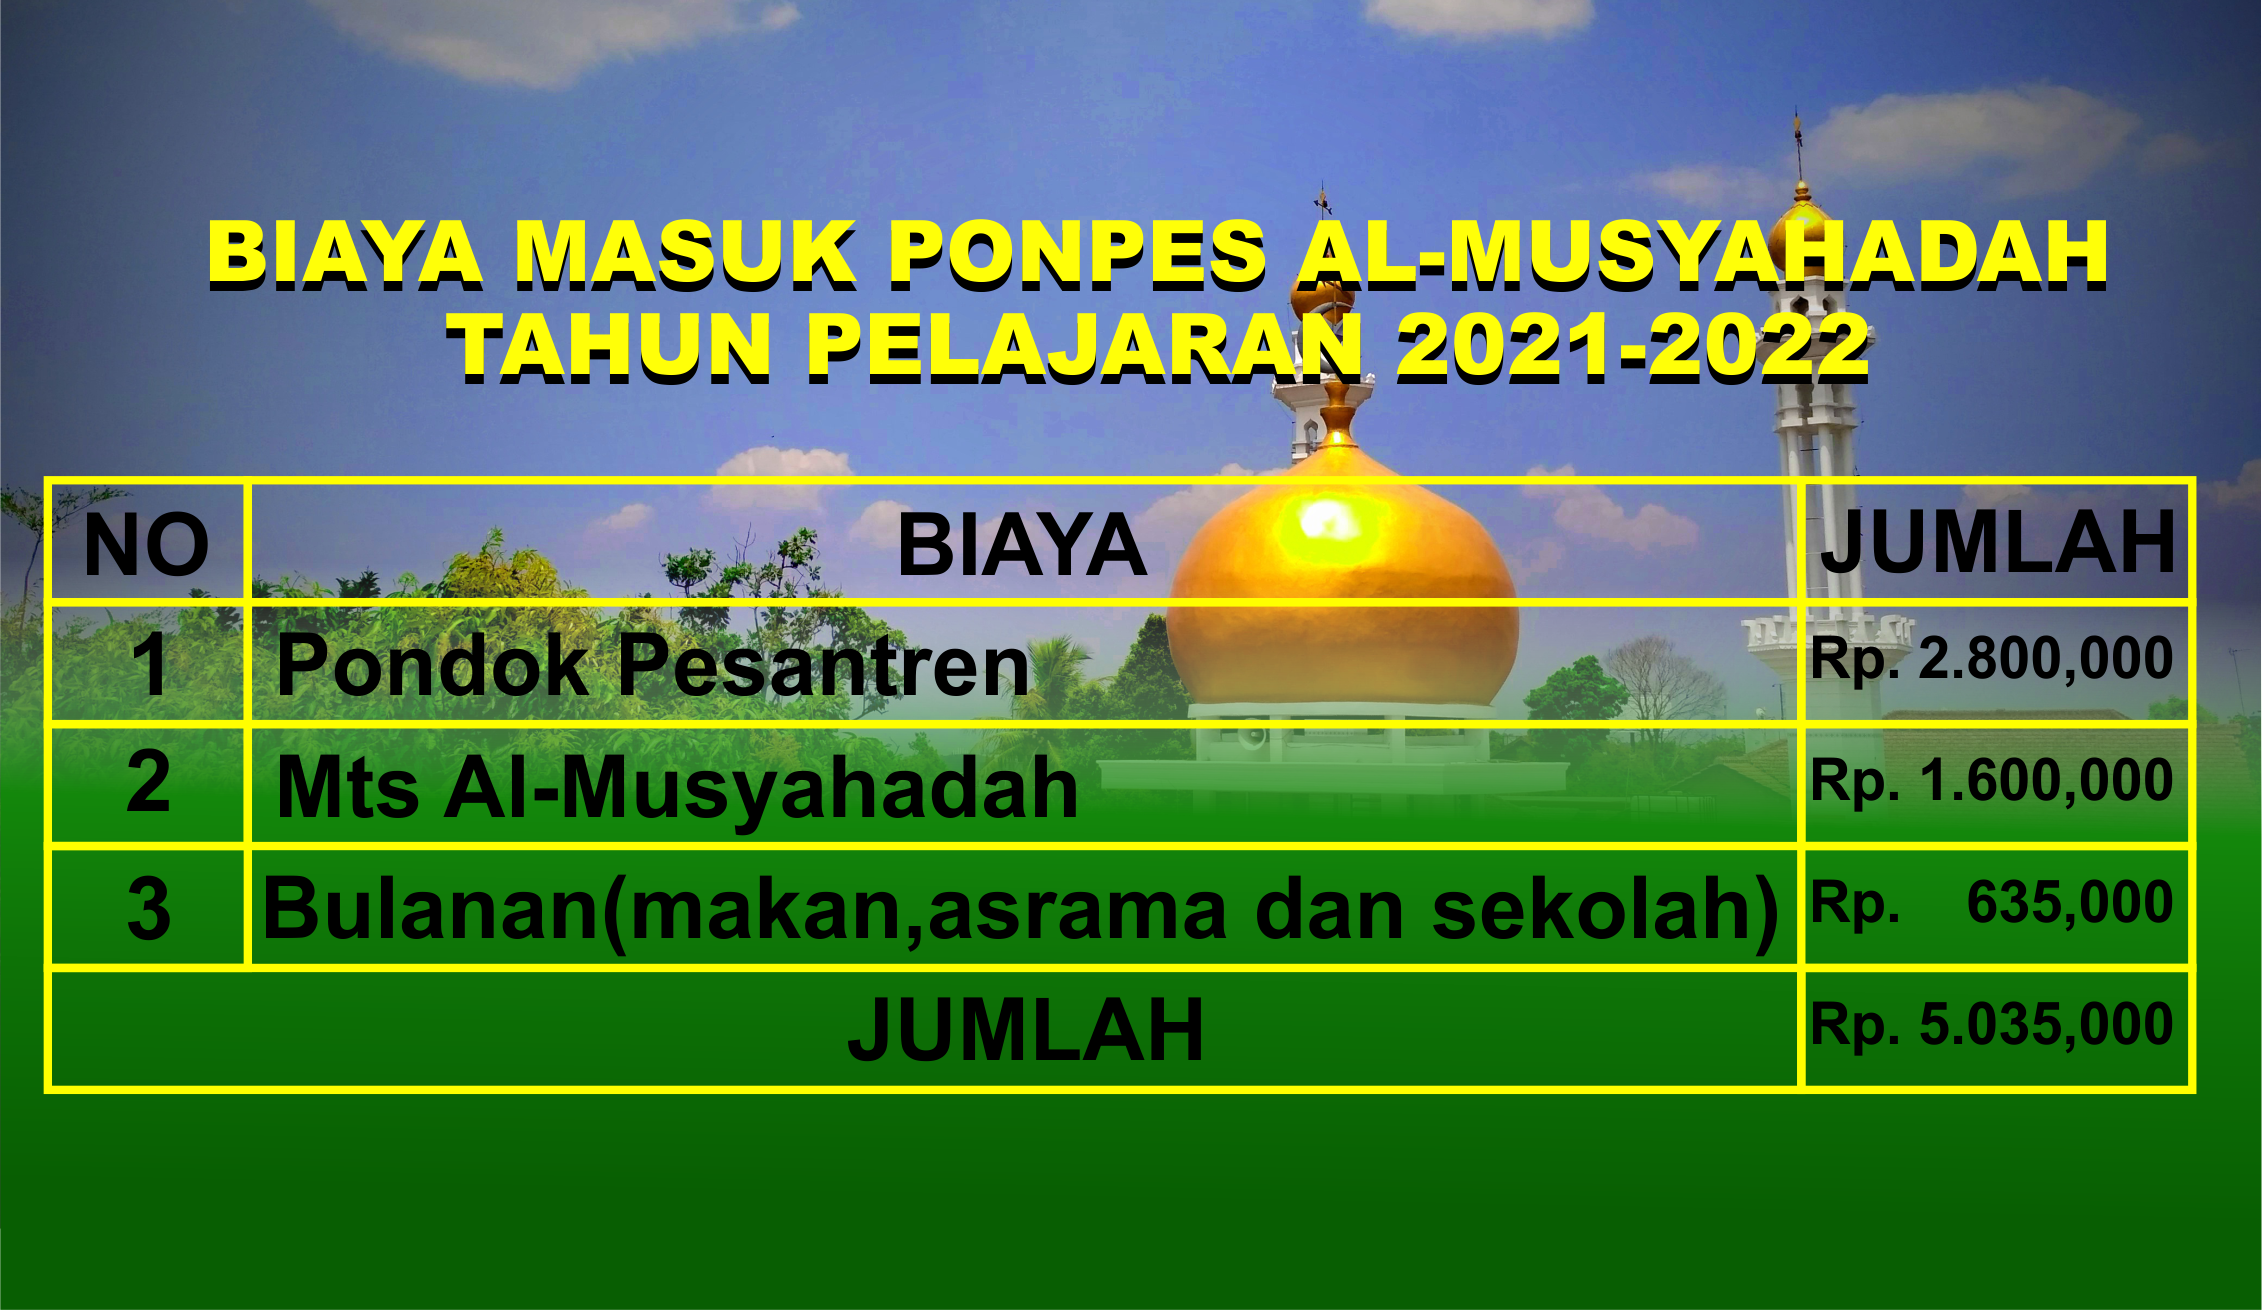 BIAYA MASUK PONPES AL-MUSYAHADAH
TAHUN PELAJARAN 2021-2022
NO BIAYA JUMLAH
1 Pondok Pesantren Rp. 2.800,000
2 Mts Al-Musyahadah Rp. 1.600,000
3 Bulanan(makan,asrama dan sekolah) Rp. 635,000
JUMLAH Rp. 5.035,000